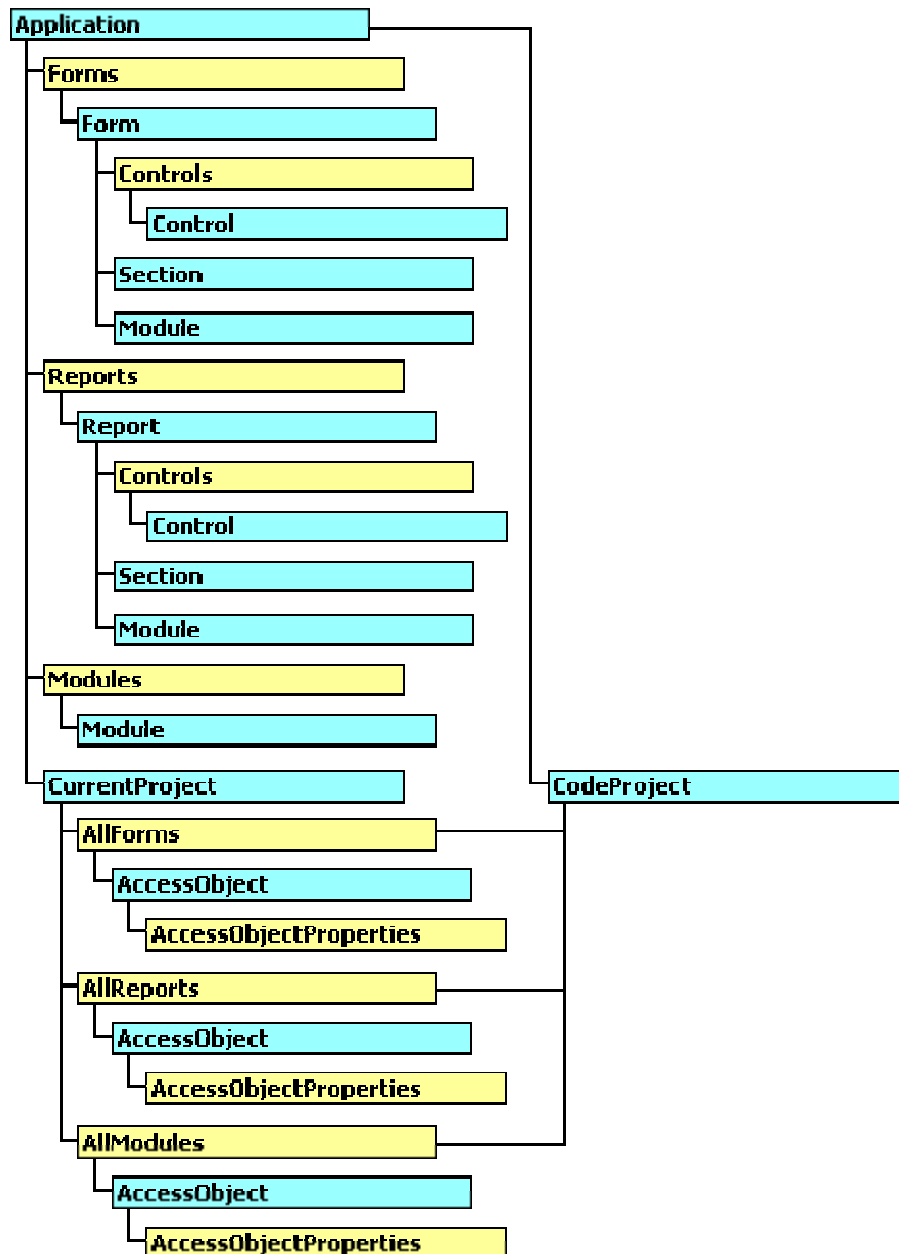 Application
Forms
Form
Controls
Control
Section
Module
Reports
Report
Controls
Control
Section
Module
Modules
Module
CurrentProject
CodeProject
AllForms
AccessObject
AccessObjectProperties
AllReports
AccessObject
AccessObjectProperties
AllModules
AccessObject
AccessObjectProperties